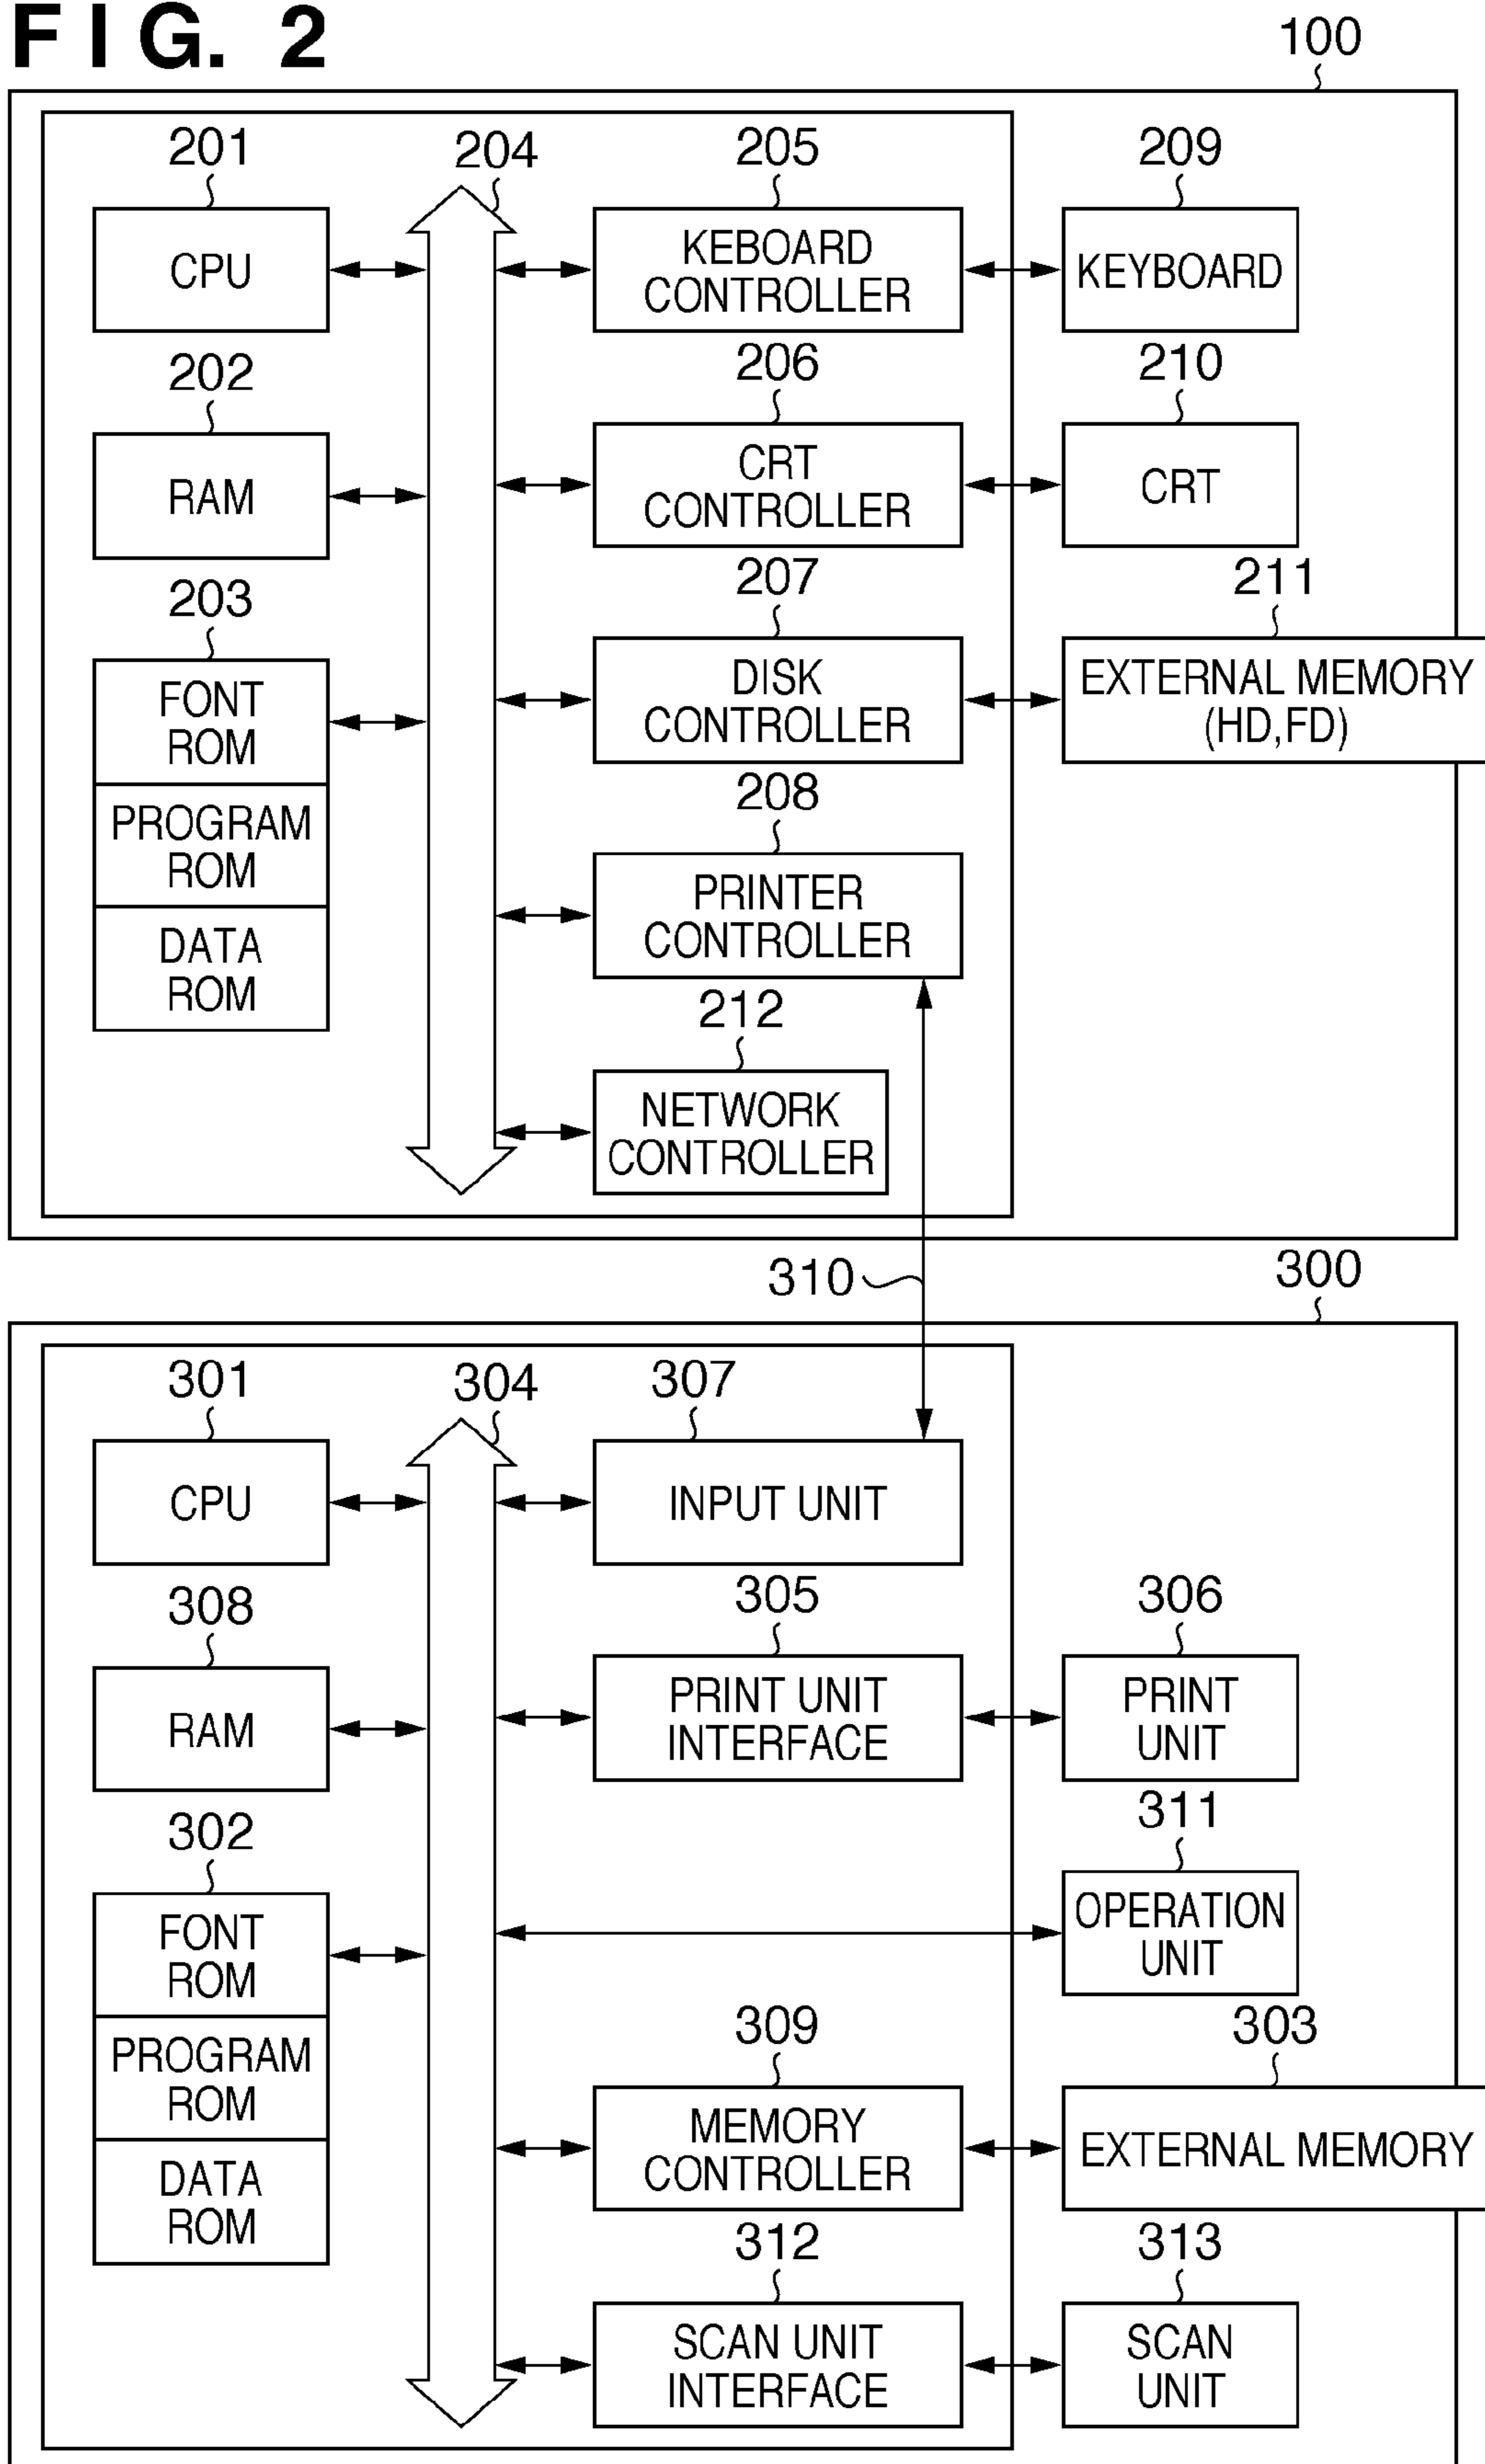 FIG. 2
100
201
204
205
209
CPU
KEBOARD
CONTROLLER
KEYBOARD
202
206
210
RAM
CRT
CONTROLLER
CRT
203
207
211
FONT
ROM
DISK
CONTROLLER
EXTERNAL MEMORY
(HD,FD)
PROGRAM
ROM
208
DATA
ROM
PRINTER
CONTROLLER
212
NETWORK
CONTROLLER
310
300
301
304
307
CPU
INPUT UNIT
308
305
306
RAM
PRINT UNIT
INTERFACE
PRINT
UNIT
302
311
FONT
ROM
OPERATION
UNIT
PROGRAM
ROM
309
303
DATA
ROM
MEMORY
CONTROLLER
EXTERNAL MEMORY
312
313
SCAN UNIT
INTERFACE
SCAN
UNIT